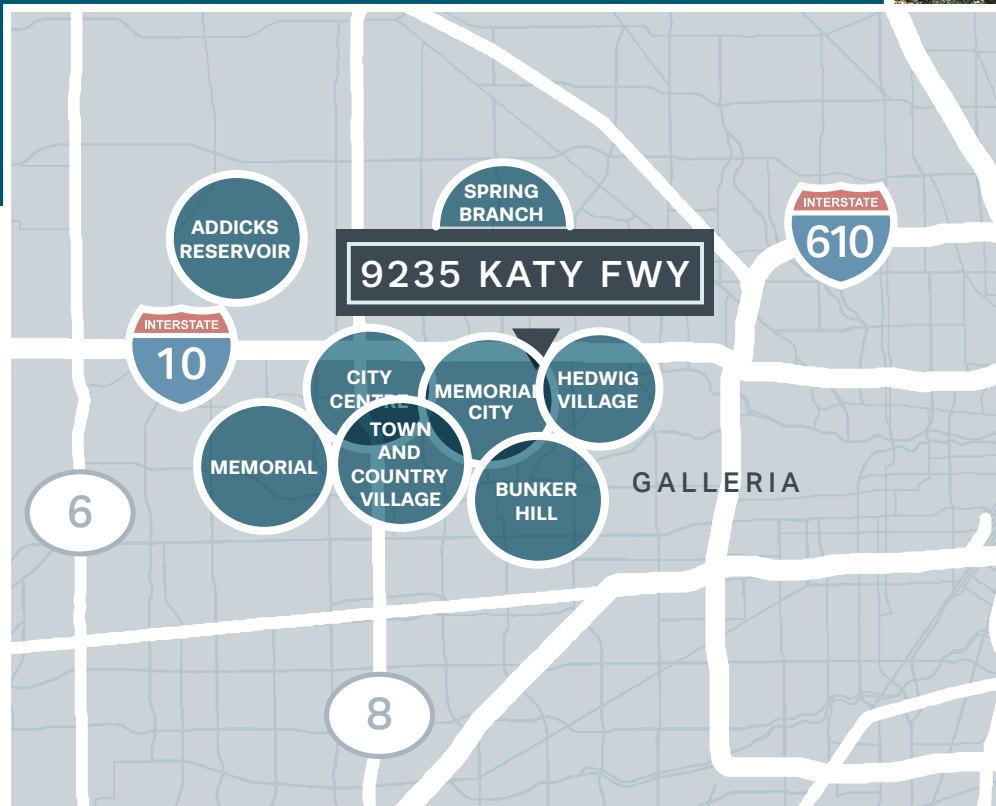 SPRING
BRANCH
INTERSTATE
610
ADDICKS
RESERVOIR
9235 KATY FWY
INTERSTATE
10
CITY
CENTRE
MEMORIAL
CITY
HEDWIG
VILLAGE
TOWN
AND
COUNTRY
VILLAGE
MEMORIAL
BUNKER
HILL
GALLERIA
6
8